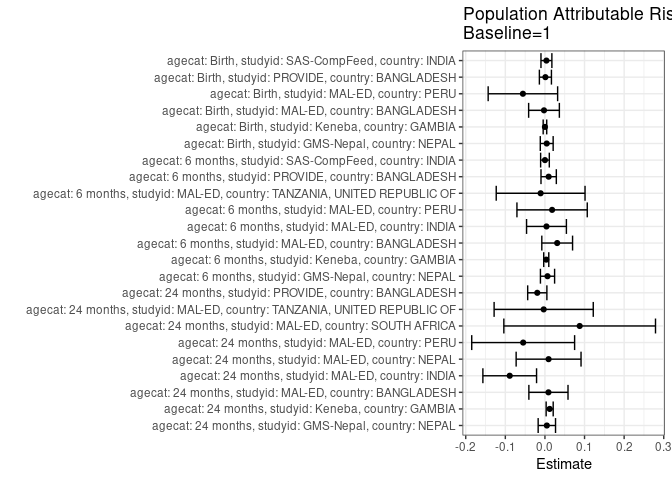 Population Attributable Ris
Baseline=1
agecat: Birth, studyid: SAS-CompFeed, country: INDIA
agecat: Birth, studyid: PROVIDE, country: BANGLADESH
agecat: Birth, studyid: MAL-ED, country: PERU
agecat: Birth, studyid: MAL-ED, country: BANGLADESH
agecat: Birth, studyid: Keneba, country: GAMBIA
agecat: Birth, studyid: GMS-Nepal, country: NEPAL
agecat: 6 months, studyid: SAS-CompFeed, country: INDIA
agecat: 6 months, studyid: PROVIDE, country: BANGLADESH
agecat: 6 months, studyid: MAL-ED, country: TANZANIA, UNITED REPUBLIC OF
agecat: 6 months, studyid: MAL-ED, country: PERU
agecat: 6 months, studyid: MAL-ED, country: INDIA
agecat: 6 months, studyid: MAL-ED, country: BANGLADESH
agecat: 6 months, studyid: Keneba, country: GAMBIA
agecat: 6 months, studyid: GMS-Nepal, country: NEPAL
agecat: 24 months, studyid: PROVIDE, country: BANGLADESH
agecat: 24 months, studyid: MAL-ED, country: TANZANIA, UNITED REPUBLIC OF
agecat: 24 months, studyid: MAL-ED, country: SOUTH AFRICA
agecat: 24 months, studyid: MAL-ED, country: PERU
agecat: 24 months, studyid: MAL-ED, country: NEPAL
agecat: 24 months, studyid: MAL-ED, country: INDIA
agecat: 24 months, studyid: MAL-ED, country: BANGLADESH
agecat: 24 months, studyid: Keneba, country: GAMBIA
agecat: 24 months, studyid: GMS-Nepal, country: NEPAL
-0.2 -0.1 0.0 0.1 0.2 0.3
Estimate